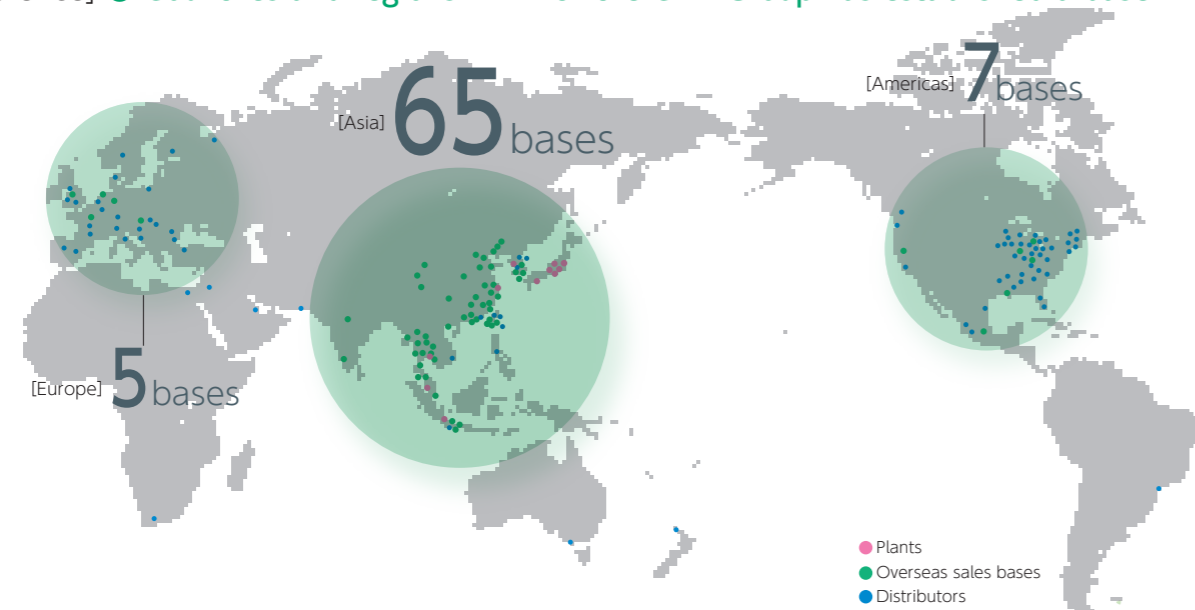 [Asia] 65 bases
[Americas] 7 bases
[Europe] 5 bases
Plants
Overseas sales bases
Distributors